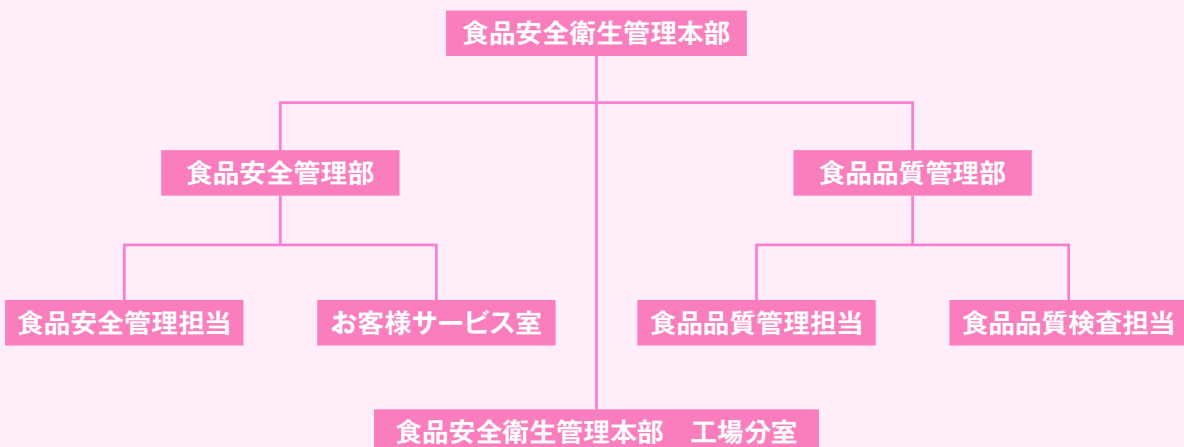 食品安全衛生管理本部
食品安全管理部
食品品質管理部
食品安全管理担当
お客様サービス室
食品品質管理担当
食品品質検査担当
食品安全衛生管理本部　工場分室